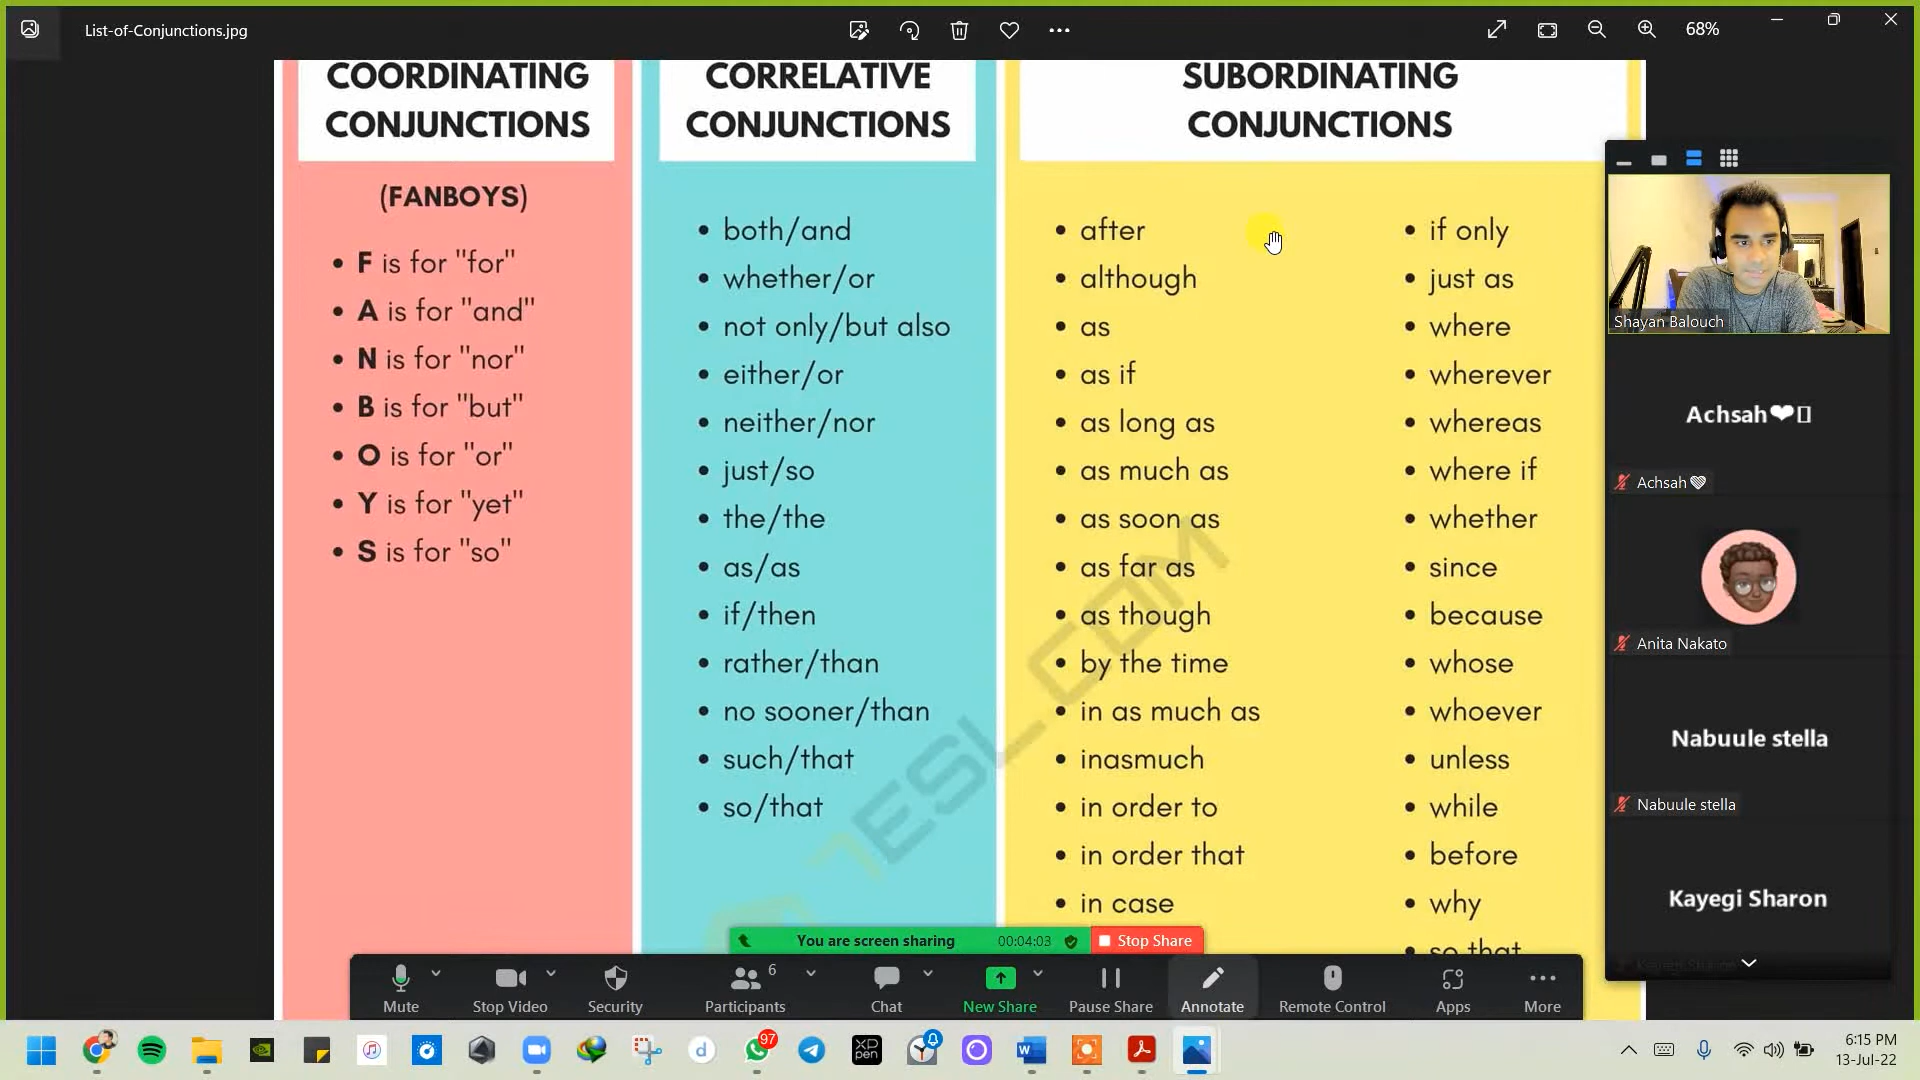 List-of-Conjunctions.jpg
68%
COORDINATING
CONJUNCTIONS
(FANBOYS)
F is for "for"
A is for "and"
N is for "nor"
B is for "but"
O is for "or"
Y is for "yet"
S is for "so"
CORRELATIVE
CONJUNCTIONS
both/and
whether/or
not only/but also
either/or
neither/nor
just/so
the/the
as/as
if/then
rather/than
no sooner/than
such/that
so/that
SUBORDINATING
CONJUNCTIONS
after
although
as
as if
as long as
as much as
as soon as
as far as
as though
by the time
in as much as
inasmuch
in order to
in order that
in case
if only
just as
where
wherever
whereas
where if
whether
since
because
whose
whoever
unless
while
before
why
so that
7ESL.COM
Shayan Balouch
Achsah❤
Achsah
Anita Nakato
Nabuule stella
Nabuule stella
Kayegi Sharon
Kayegi Sharon
You are screen sharing 00:04:03 Stop Share
Mute
Stop Video
Security
Participants 6
Chat
New Share
Pause Share
Annotate
Remote Control
Apps
More
97
XP
pen
6:15 PM
13-Jul-22